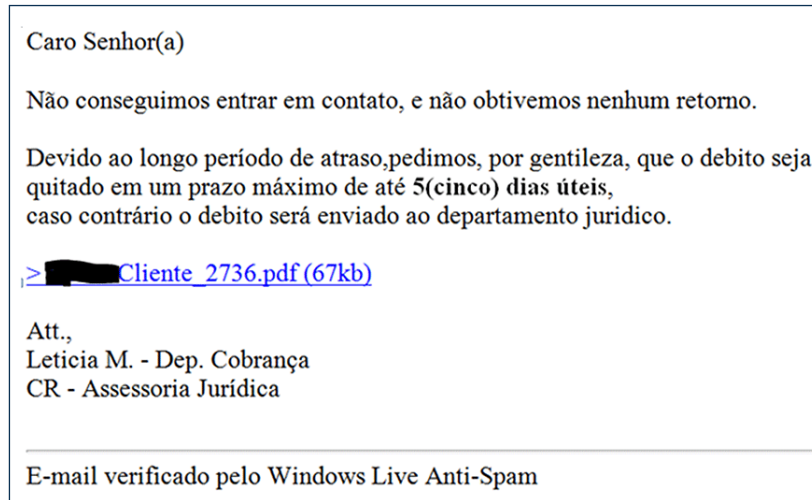 Caro Senhor(a)
Não conseguimos entrar em contato, e não obtivemos nenhum retorno.
Devido ao longo período de atraso,pedimos, por gentileza, que o debito seja
quitado em um prazo máximo de até 5(cinco) dias úteis,
caso contrário o debito será enviado ao departamento juridico.
> Cliente_2736.pdf (67kb)
Att.,
Leticia M. - Dep. Cobrança
CR - Assessoria Jurídica
E-mail verificado pelo Windows Live Anti-Spam